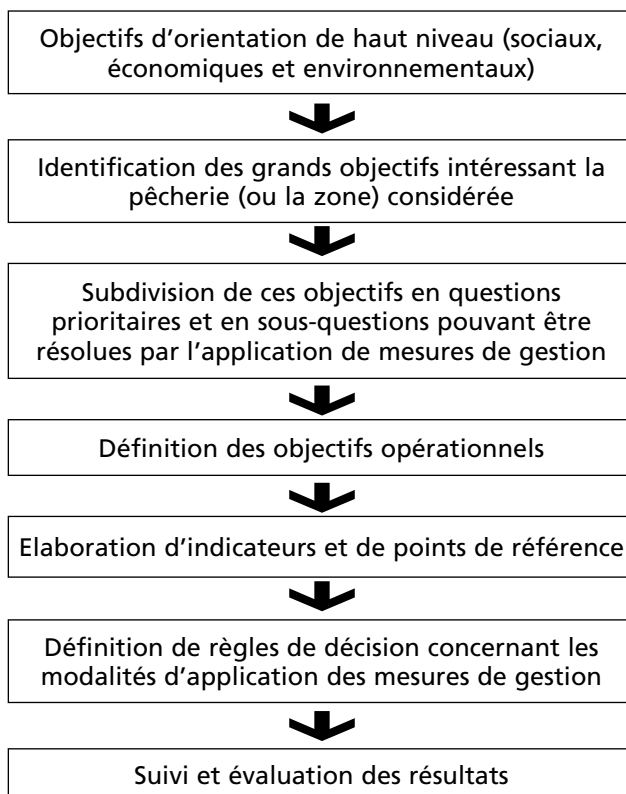 Objectifs d’orientation de haut niveau (sociaux,
économiques et environnementaux)
Identification des grands objectifs intéressant la
pêcherie (ou la zone) considérée
Subdivision de ces objectifs en questions
prioritaires et en sous-questions pouvant être
résolues par l’application de mesures de gestion
Définition des objectifs opérationnels
Elaboration d’indicateurs et de points de référence
Définition de règles de décision concernant les
modalités d’application des mesures de gestion
Suivi et évaluation des résultats